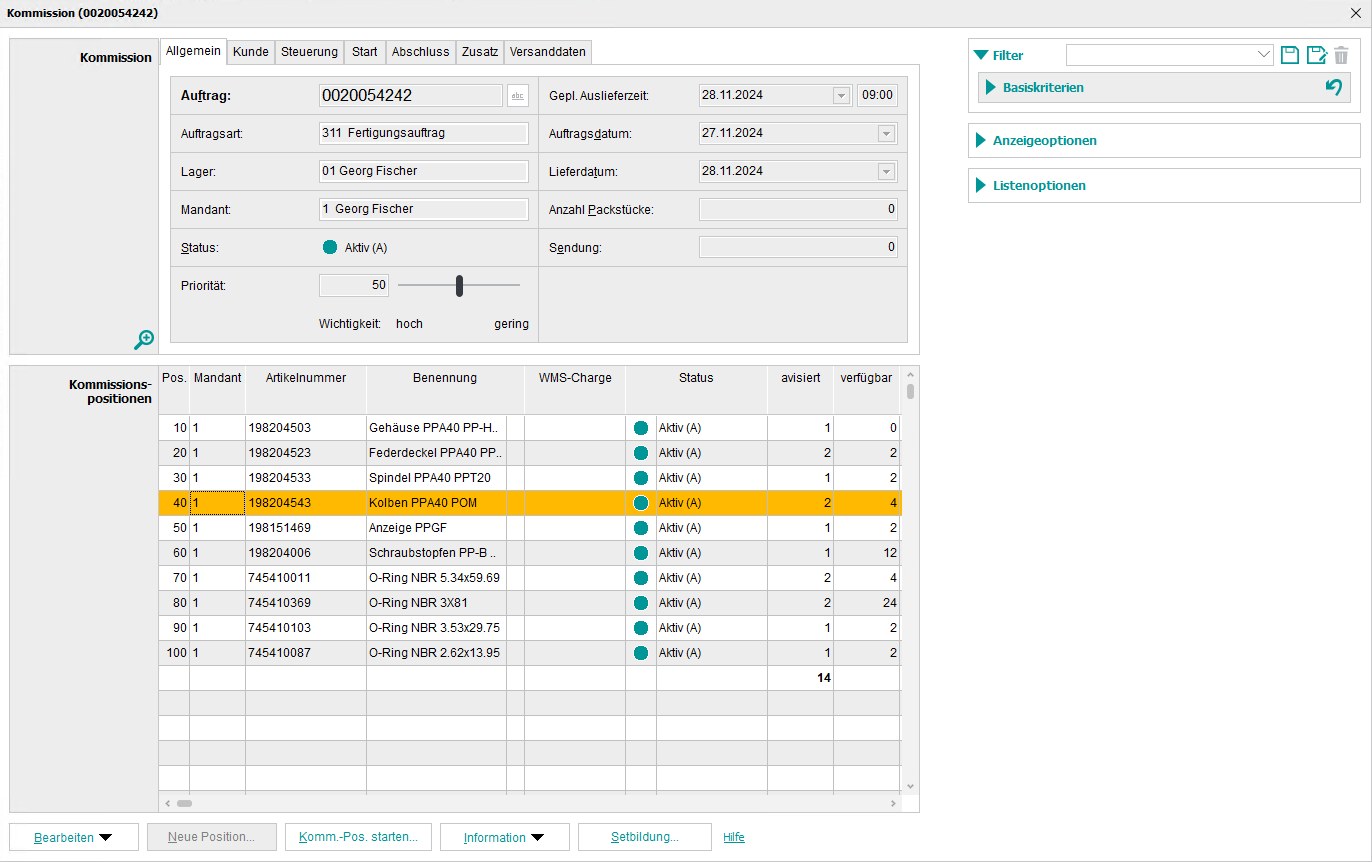 Kommission (0020054242)
Kommission
Allgemein Kunde Steuerung Start Abschluss Zusatz Versanddaten
Auftrag: 0020054242 abc
Auftragsart: 311 Fertigungsauftrag
Lager: 01 Georg Fischer
Mandant: 1 Georg Fischer
Status: Aktiv (A)
Priorität: 50
Wichtigkeit: hoch gering
Gepl. Auslieferzeit: 28.11.2024 09:00
Auftragsdatum: 27.11.2024
Lieferdatum: 28.11.2024
Anzahl Packstücke: 0
Sendung: 0
Filter
Basiskriterien
Anzeigeoptionen
Listenoptionen
Kommissions-
positionen
Pos. Mandant Artikelnummer Benennung WMS-Charge Status avisiert verfügbar
10 1 198204503 Gehäuse PPA40 PP-H.. Aktiv (A) 1 0
20 1 198204523 Federdeckel PPA40 PP.. Aktiv (A) 2 2
30 1 198204533 Spindel PPA40 PPT20 Aktiv (A) 1 2
40 1 198204543 Kolben PPA40 POM Aktiv (A) 2 4
50 1 198151469 Anzeige PPGF Aktiv (A) 1 2
60 1 198204006 Schraubstopfen PP-B .. Aktiv (A) 1 12
70 1 745410011 O-Ring NBR 5.34x59.69 Aktiv (A) 2 4
80 1 745410369 O-Ring NBR 3X81 Aktiv (A) 2 24
90 1 745410103 O-Ring NBR 3.53x29.75 Aktiv (A) 1 2
100 1 745410087 O-Ring NBR 2.62x13.95 Aktiv (A) 1 2
14
Bearbeiten Neue Position... Komm.-Pos. starten... Information Setbildung... Hilfe